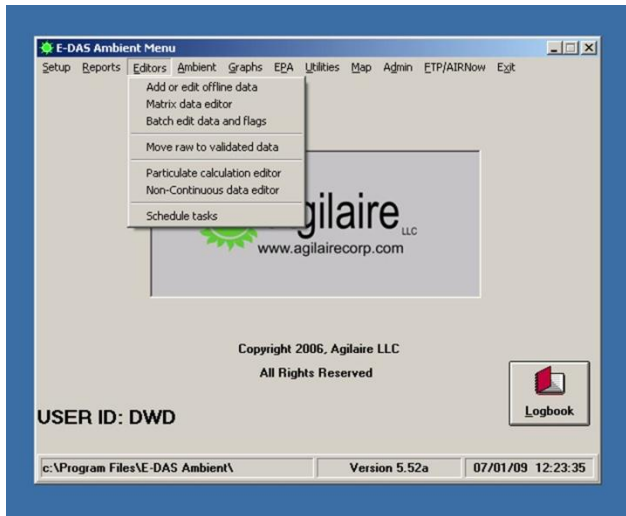 E-DAS Ambient Menu
Setup Reports Editors Ambient Graphs EPA Utilities Map Admin FTP/AIRNow Exit
Add or edit offline data
Matrix data editor
Batch edit data and flags
Move raw to validated data
Particulate calculation editor
Non-Continuous data editor
Schedule tasks
gilaire LLC
www.agilairecorp.com
Copyright 2006, Agilaire LLC
All Rights Reserved
USER ID: DWD
Logbook
c:\Program Files\E-DAS Ambient\ Version 5.52a 07/01/09 12:23:35